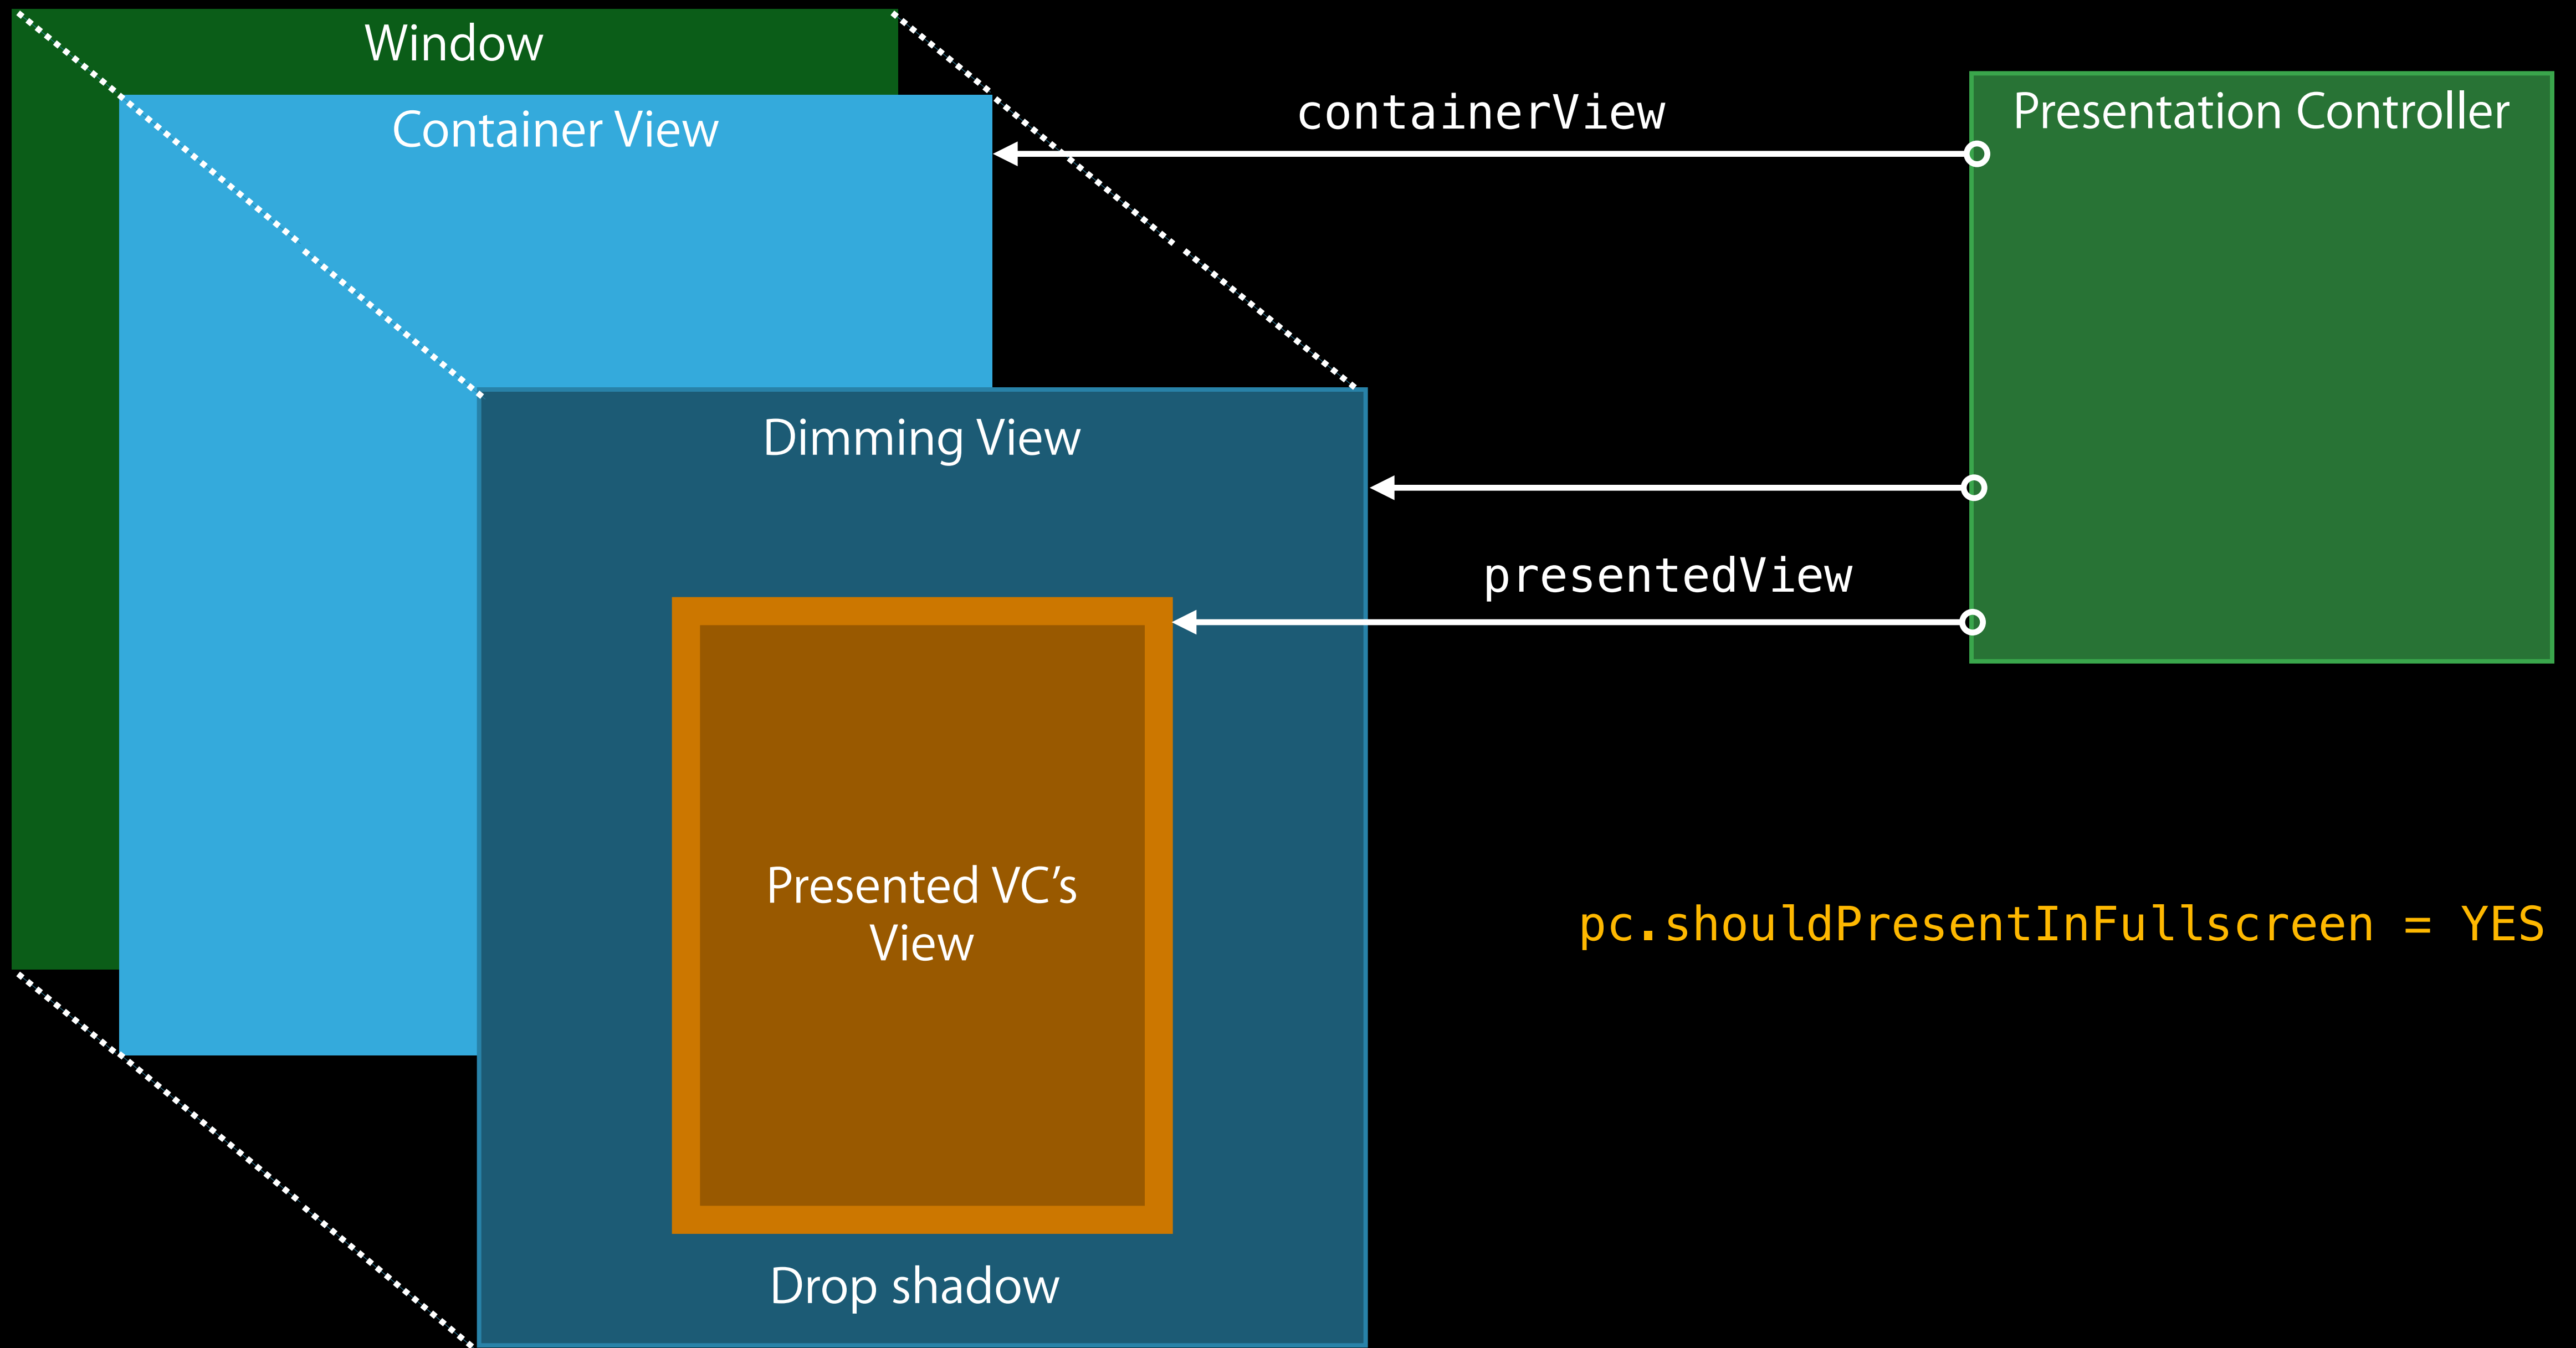 Window
Container View
containerView
Presentation Controller
Dimming View
presentedView
Presented VC’s
View
pc.shouldPresentInFullscreen = YES
Drop shadow